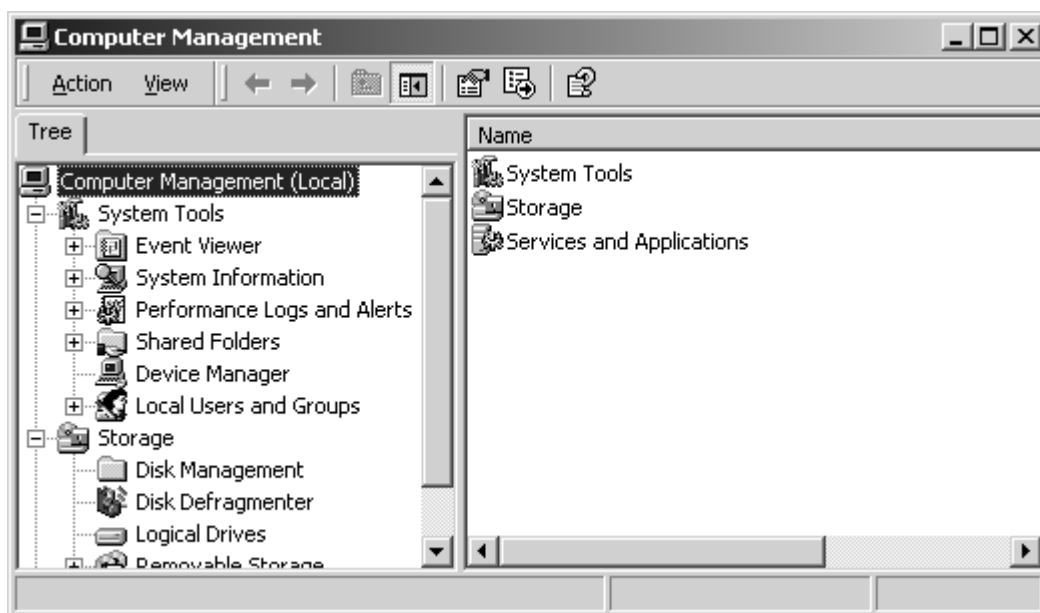 Computer Management
Action View
Tree
Name
Computer Management (Local)
System Tools
Event Viewer
System Information
Performance Logs and Alerts
Shared Folders
Device Manager
Local Users and Groups
Storage
Disk Management
Disk Defragmenter
Logical Drives
Removable Storage
System Tools
Storage
Services and Applications